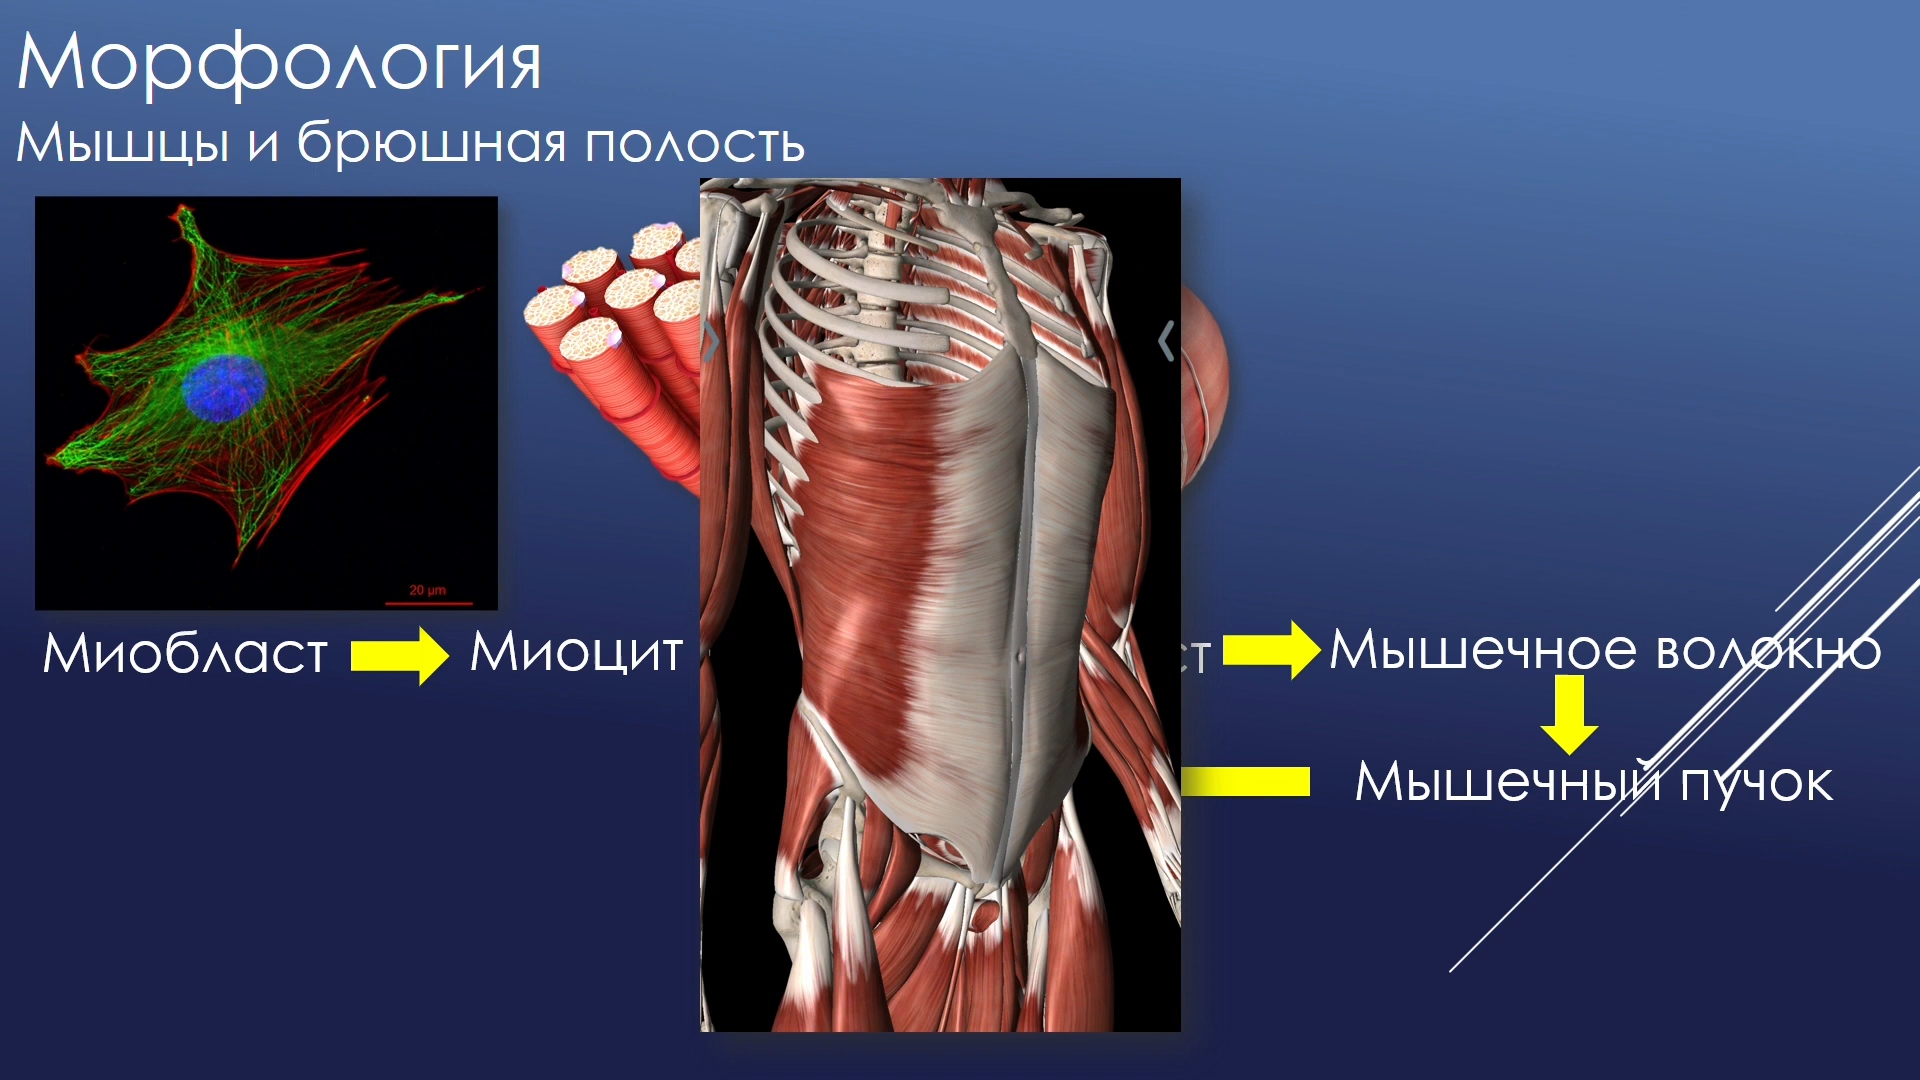 Морфология
Мышцы и брюшная полость
20 µm
Миобласт
Миоцит
ст
Мышечное волокно
Мышечный пучок